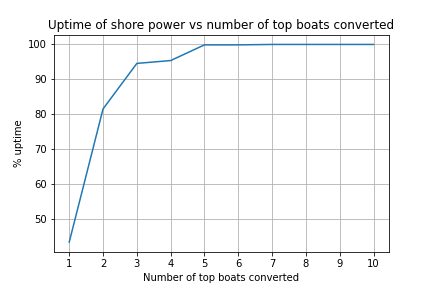 Uptime of shore power vs number of top boats converted
100
90
80
70
60
50
% uptime
1 2 3 4 5 6 7 8 9 10
Number of top boats converted